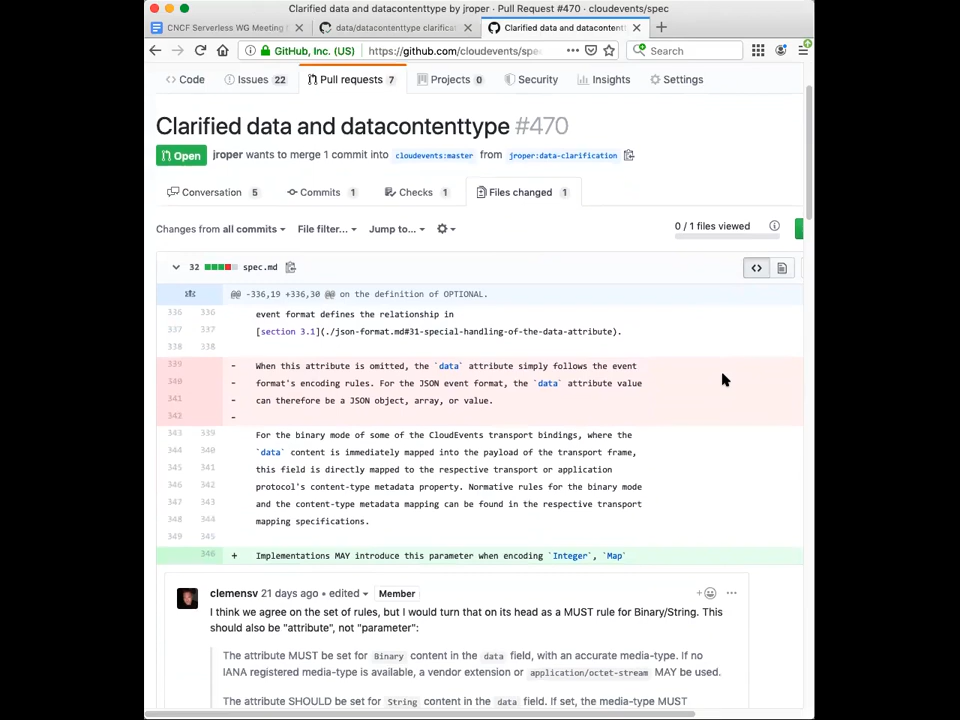 Clarified data and datacontenttype by jroper · Pull Request #470 · cloudevents/spec
CNCF Serverless WG Meeting
data/datacontenttype clarificat
Clarified data and datacontentt
GitHub, Inc. (US)
https://github.com/cloudevents/spec
Search
Code
Issues 22
Pull requests 7
Projects 0
Security
Insights
Settings
Clarified data and datacontenttype #470
Open jroper wants to merge 1 commit into cloudevents:master from jroper:data-clarification
Conversation 5
Commits 1
Checks 1
Files changed 1
Changes from all commits
File filter...
Jump to...
0 / 1 files viewed
32 spec.md
@@ -336,19 +336,30 @@ on the definition of OPTIONAL.
336 336 event format defines the relationship in
337 337 [section 3.1](./json-format.md#31-special-handling-of-the-data-attribute).
338 338
339 - When this attribute is omitted, the `data` attribute simply follows the event
340 - format's encoding rules. For the JSON event format, the `data` attribute value
341 - can therefore be a JSON object, array, or value.
342 -
343 339 For the binary mode of some of the CloudEvents transport bindings, where the
344 340 `data` content is immediately mapped into the payload of the transport frame,
345 341 this field is directly mapped to the respective transport or application
346 342 protocol's content-type metadata property. Normative rules for the binary mode
347 343 and the content-type metadata mapping can be found in the respective transport
348 344 mapping specifications.
349 345
346 + Implementations MAY introduce this parameter when encoding `Integer`, `Map`
clemensv 21 days ago • edited Member
I think we agree on the set of rules, but I would turn that on its head as a MUST rule for Binary/String. This
should also be "attribute", not "parameter":
The attribute MUST be set for Binary content in the data field, with an accurate media-type. If no
IANA registered media-type is available, a vendor extension or application/octet-stream MAY be used.
The attribute SHOULD be set for String content in the data field. If set, the media-type MUST